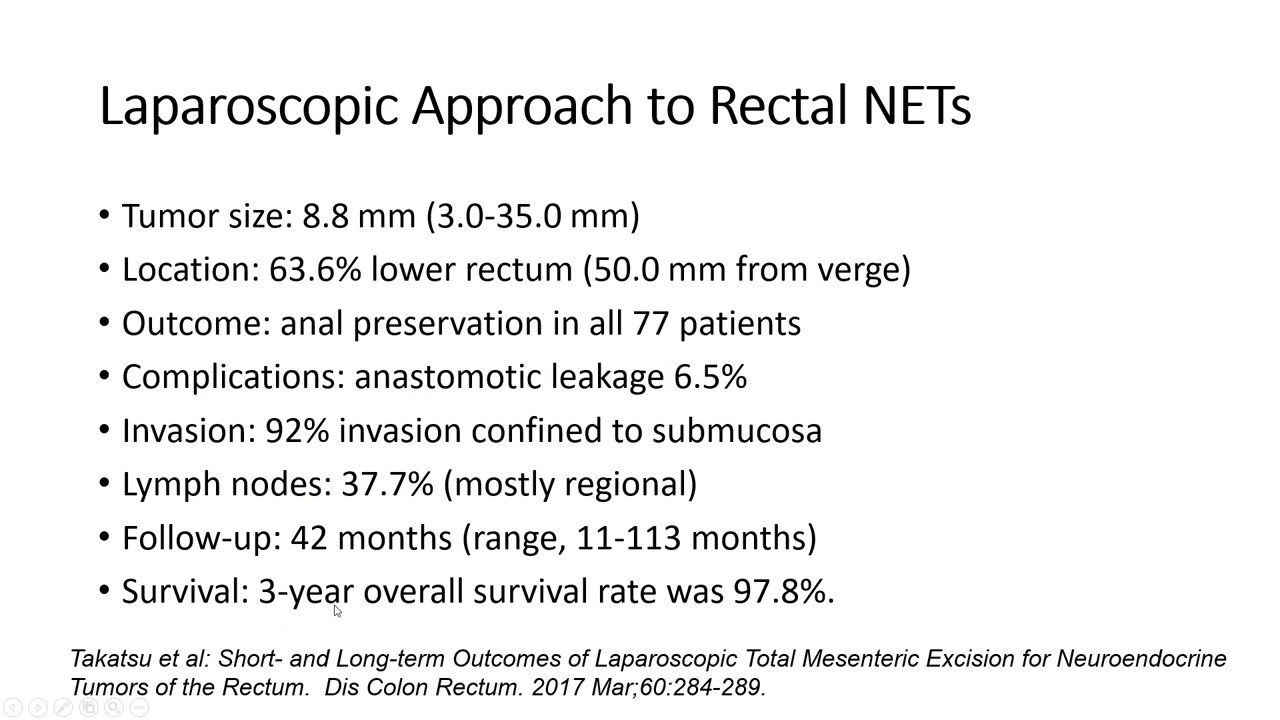 Laparoscopic Approach to Rectal NETs
• Tumor size: 8.8 mm (3.0-35.0 mm)
• Location: 63.6% lower rectum (50.0 mm from verge)
• Outcome: anal preservation in all 77 patients
• Complications: anastomotic leakage 6.5%
• Invasion: 92% invasion confined to submucosa
• Lymph nodes: 37.7% (mostly regional)
• Follow-up: 42 months (range, 11-113 months)
• Survival: 3-year overall survival rate was 97.8%.
Takatsu et al: Short- and Long-term Outcomes of Laparoscopic Total Mesenteric Excision for Neuroendocrine
Tumors of the Rectum. Dis Colon Rectum. 2017 Mar;60:284-289.